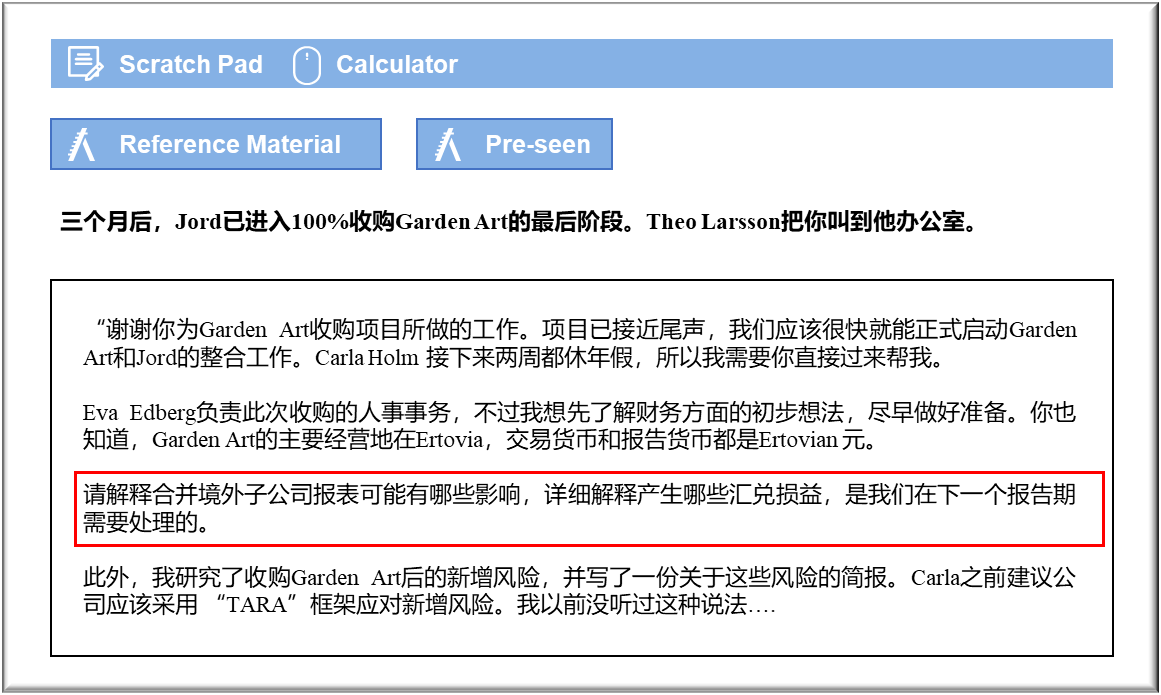 Scratch Pad Calculator
Reference Material Pre-seen
三个月后，Jord已进入100%收购Garden Art的最后阶段。Theo Larsson把你叫到他办公室。
“谢谢你为Garden Art收购项目所做的工作。项目已接近尾声，我们应该很快就能正式启动Garden
Art和Jord的整合工作。Carla Holm 接下来两周都休年假，所以我需要你直接过来帮我。
Eva Edberg负责此次收购的人事事务，不过我想先了解财务方面的初步想法，尽早做好准备。你也
知道，Garden Art的主要经营地在Ertovia，交易货币和报告货币都是Ertovian 元。
请解释合并境外子公司报表可能有哪些影响，详细解释产生哪些汇兑损益，是我们在下一个报告期
需要处理的。
此外，我研究了收购Garden Art后的新增风险，并写了一份关于这些风险的简报。Carla之前建议公
司应该采用 “TARA”框架应对新增风险。我以前没听过这种说法….